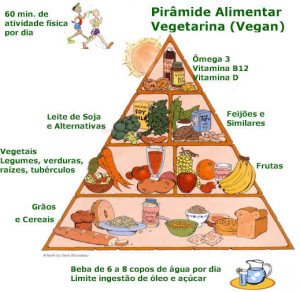 60 min. de
atividade física
por dia
Pirâmide Alimentar
Vegetarina (Vegan)
Ômega 3
Vitamina B12
Vitamina D
Leite de Soja
e Alternativas
Feijões e
Similares
Vegetais
Legumes, verduras,
raízes, tubérculos
Frutas
Grãos
e Cereais
Beba de 6 a 8 copos de água por dia
Limite ingestão de óleo e açúcar